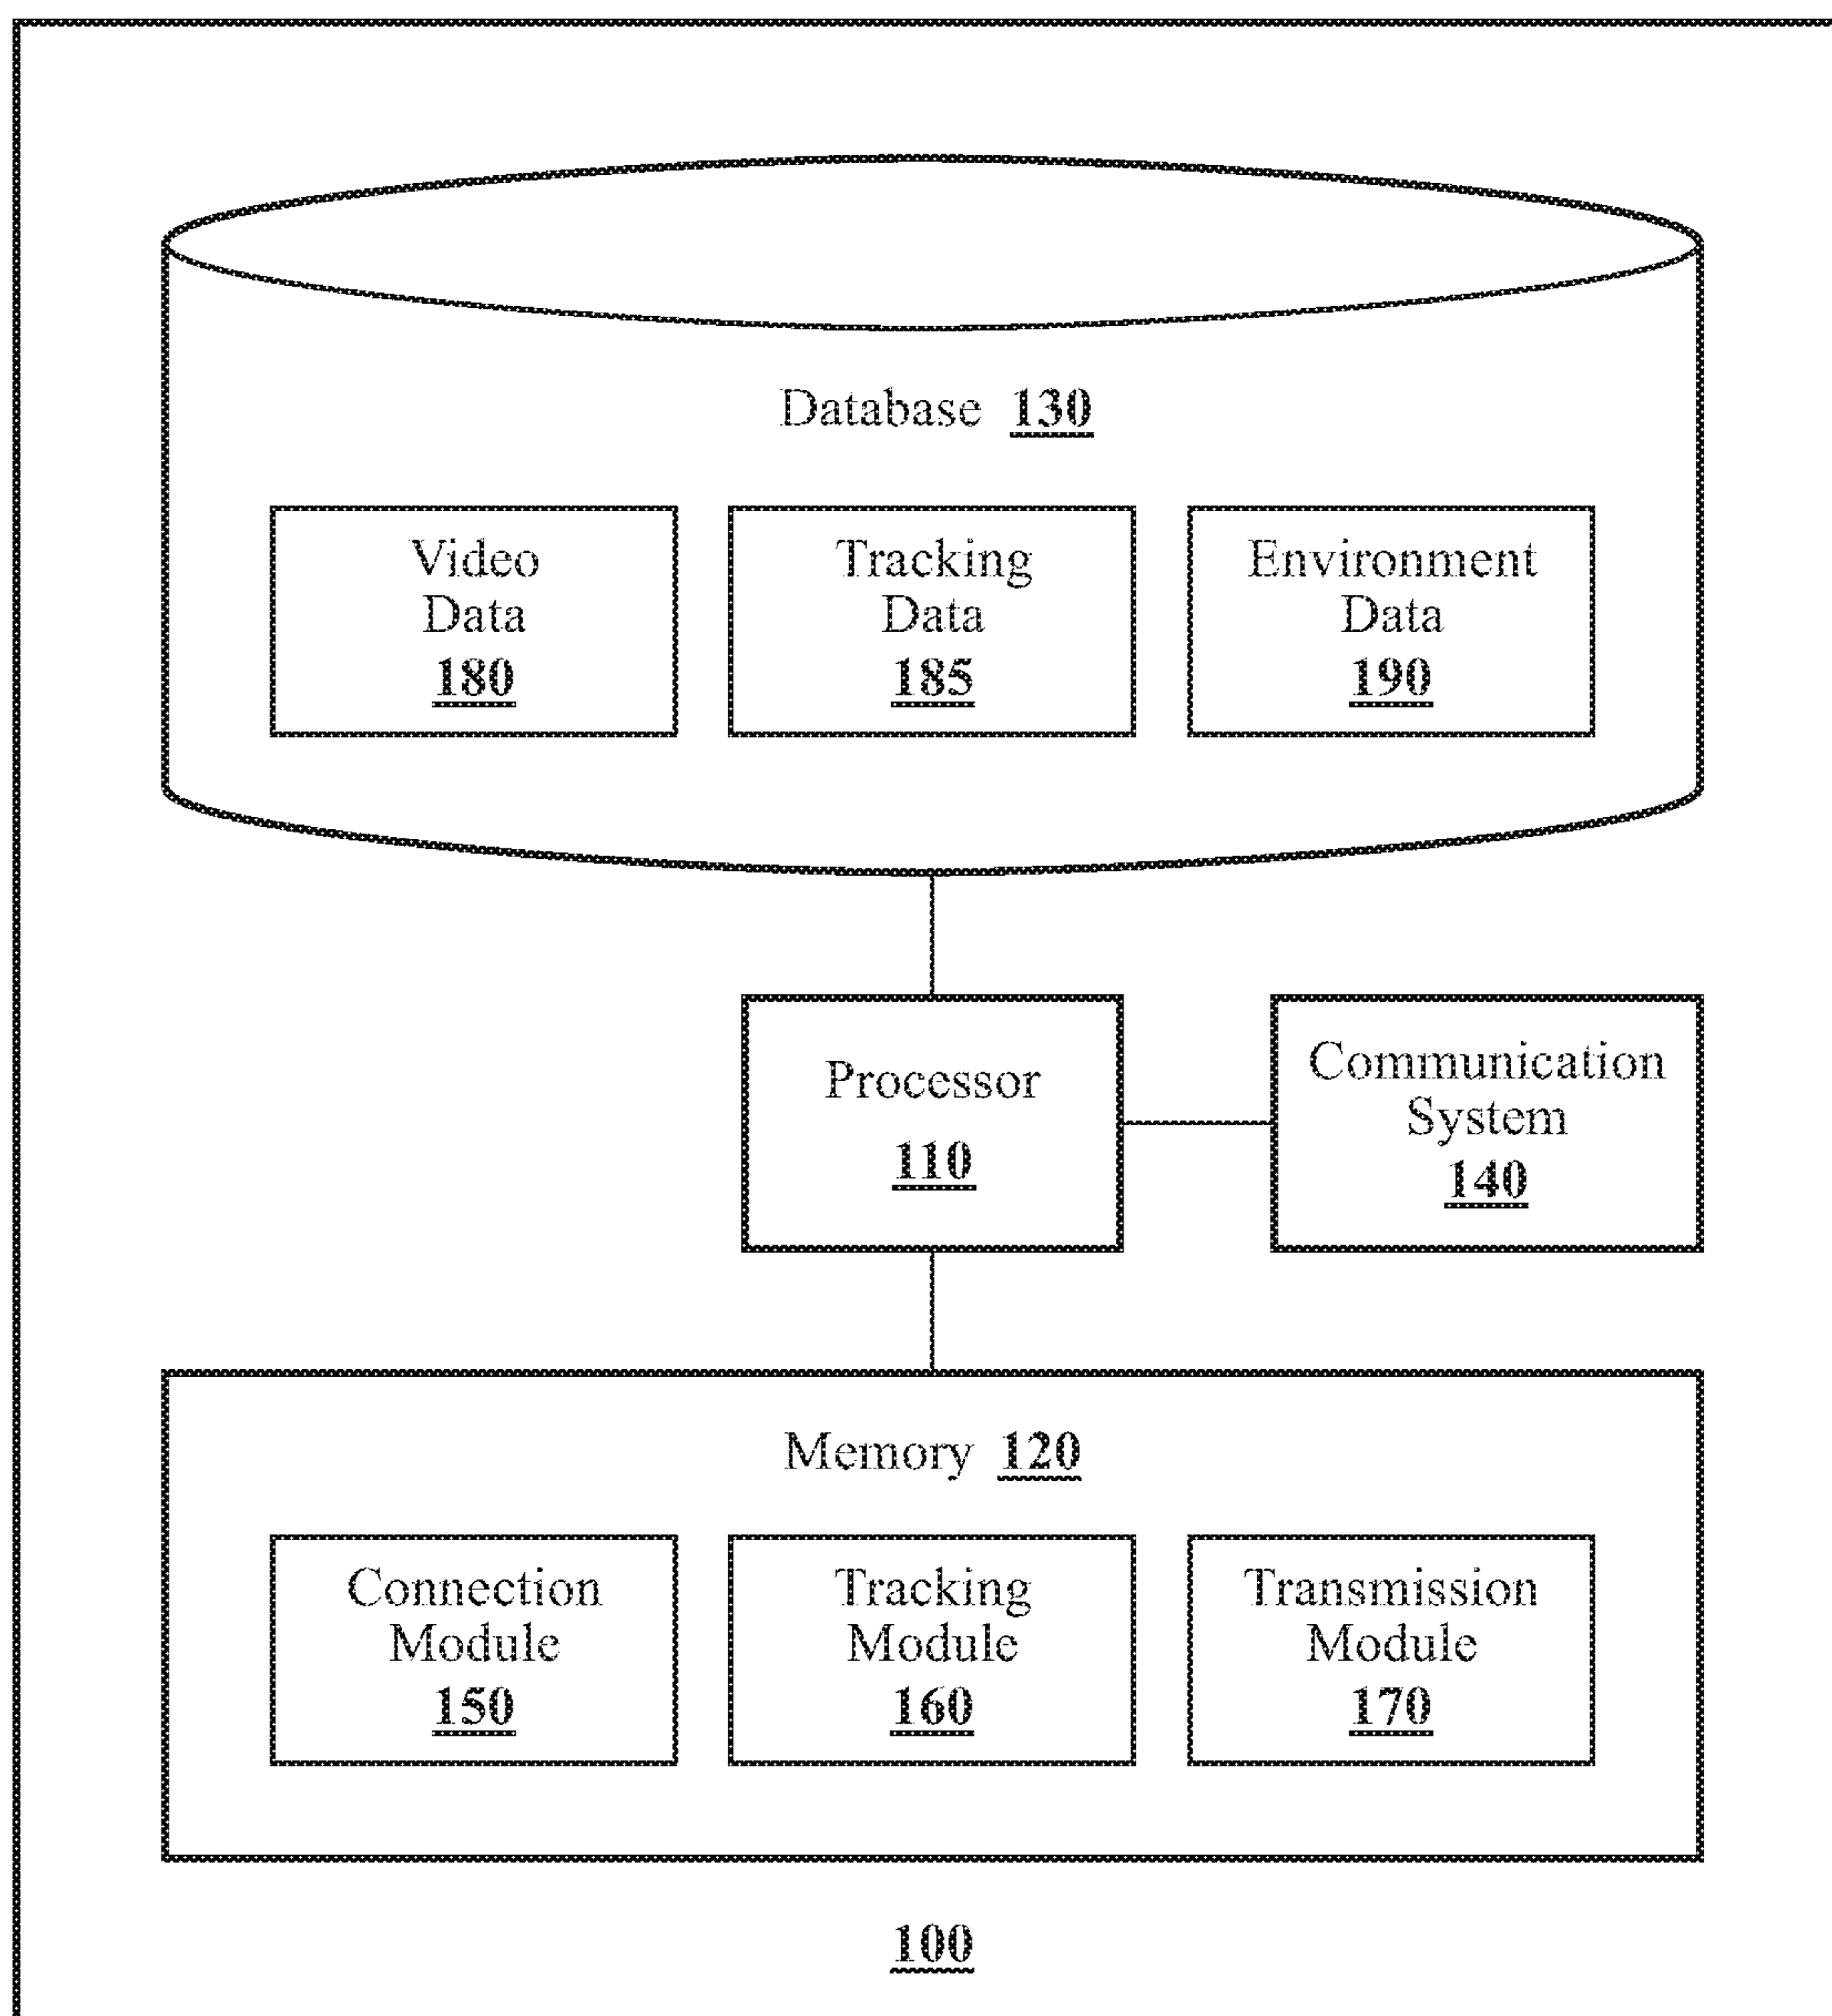 Database 130
Video
Data
180
Tracking
Data
185
Environment
Data
190
Processor
110
Communication
System
140
Memory 120
Connection
Module
150
Tracking
Module
160
Transmission
Module
170
100